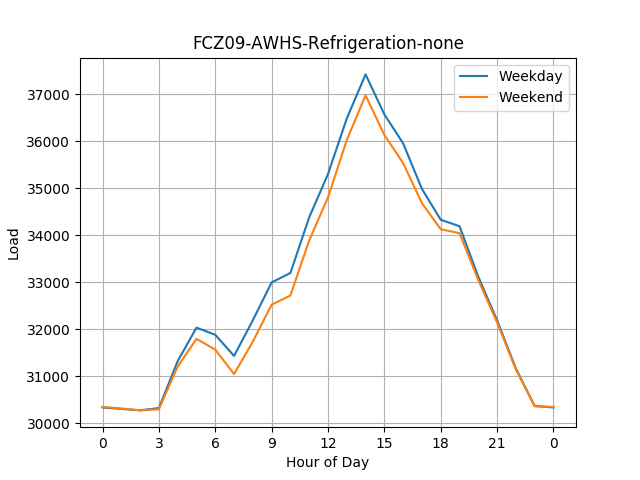 FCZ09-AWHS-Refrigeration-none
Weekday
Weekend
37000
36000
35000
34000
33000
32000
31000
30000
Load
0 3 6 9 12 15 18 21 0
Hour of Day